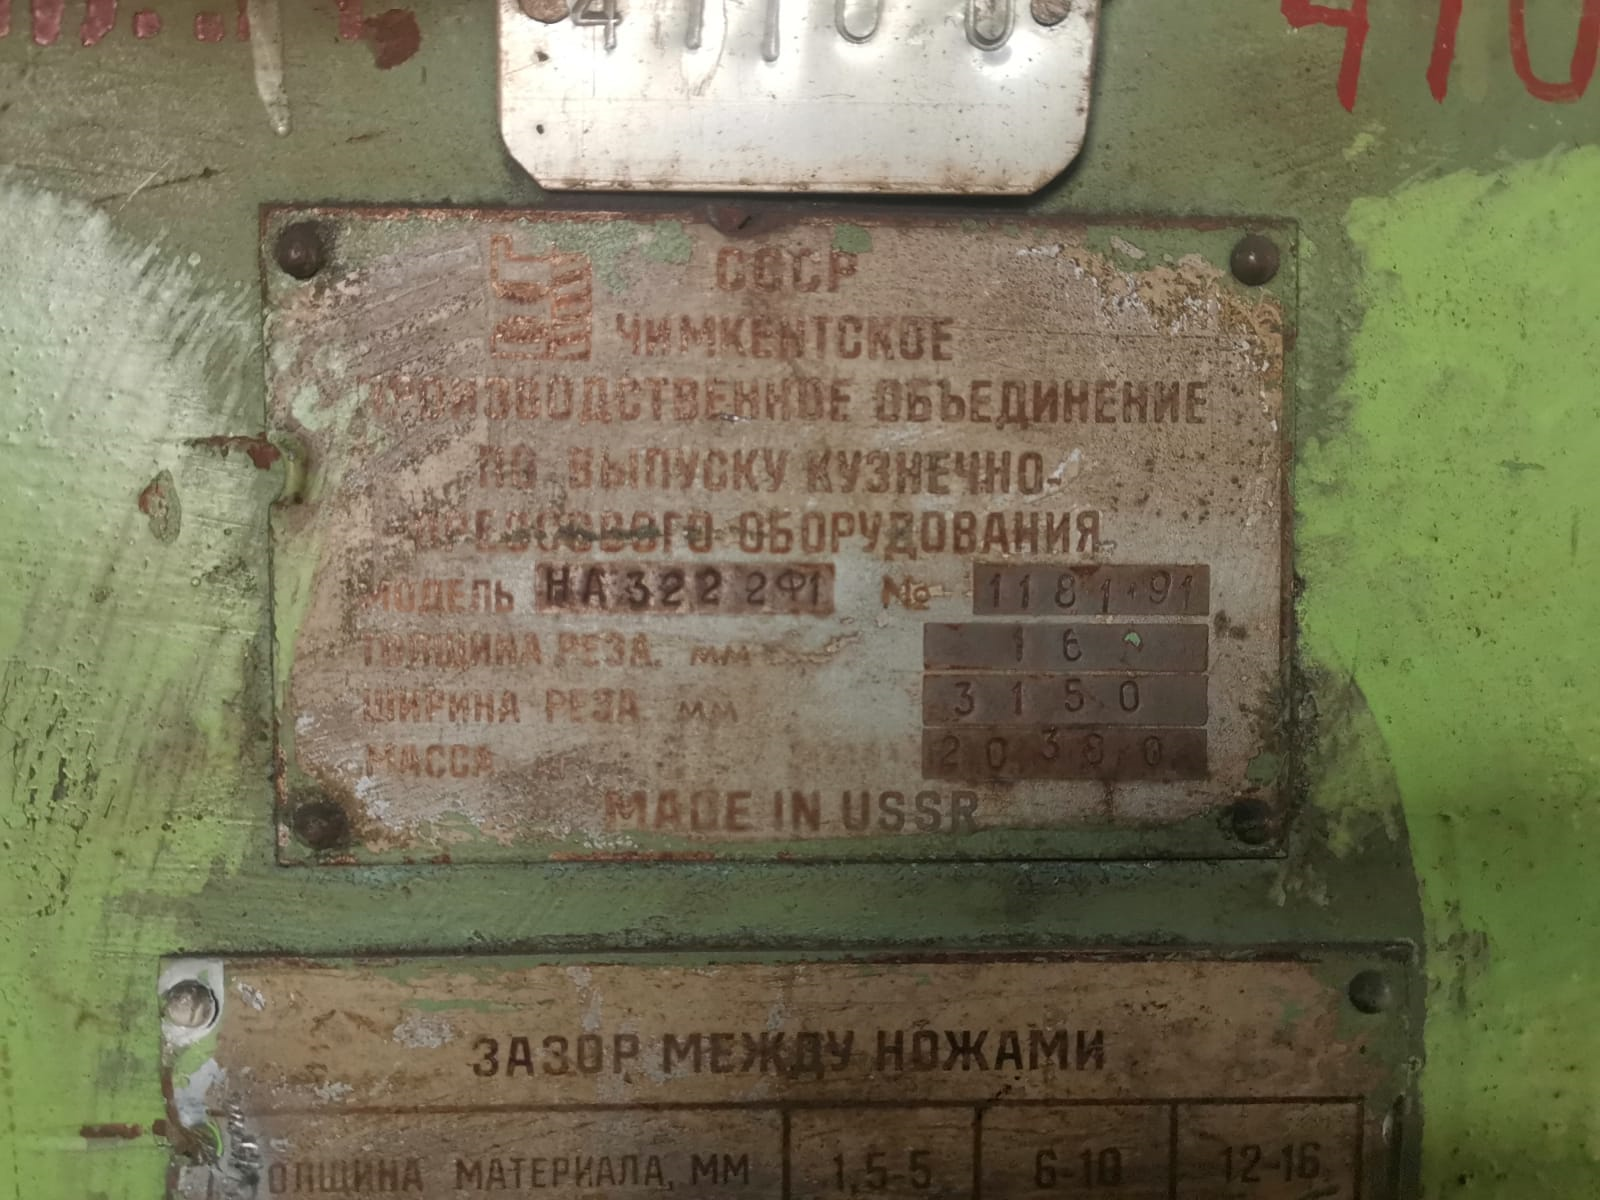 410
СССР
ЧИМКЕНТСКОЕ
ПРОИЗВОДСТВЕННОЕ ОБЪЕДИНЕНИЕ
ПО ВЫПУСКУ КУЗНЕЧНО-
ПРЕССОВОГО ОБОРУДОВАНИЯ
МОДЕЛЬ НА3222Ф1 № 1181·91
ТОЛЩИНА РЕЗА. ММ 16
ШИРИНА РЕЗА ММ 3150
МАССА 20380
MADE IN USSR
ЗАЗОР МЕЖДУ НОЖАМИ
ТОЛЩИНА МАТЕРИАЛА, ММ 1,5-5 6-10 12-16